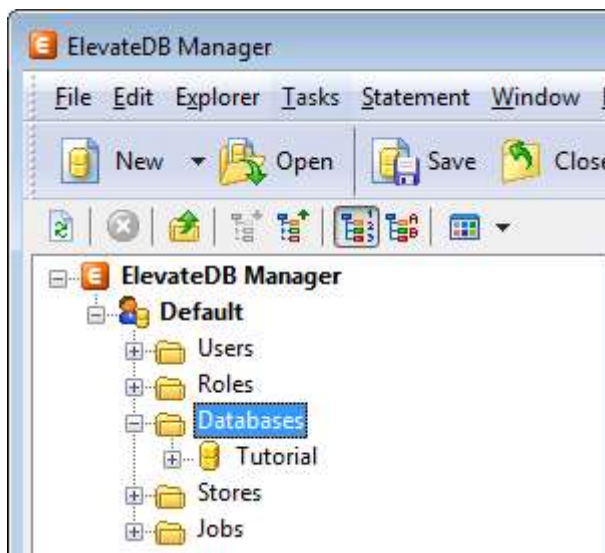 ElevateDB Manager
File Edit Explorer Tasks Statement Window
New Open Save Close
ElevateDB Manager
Default
Users
Roles
Databases
Tutorial
Stores
Jobs